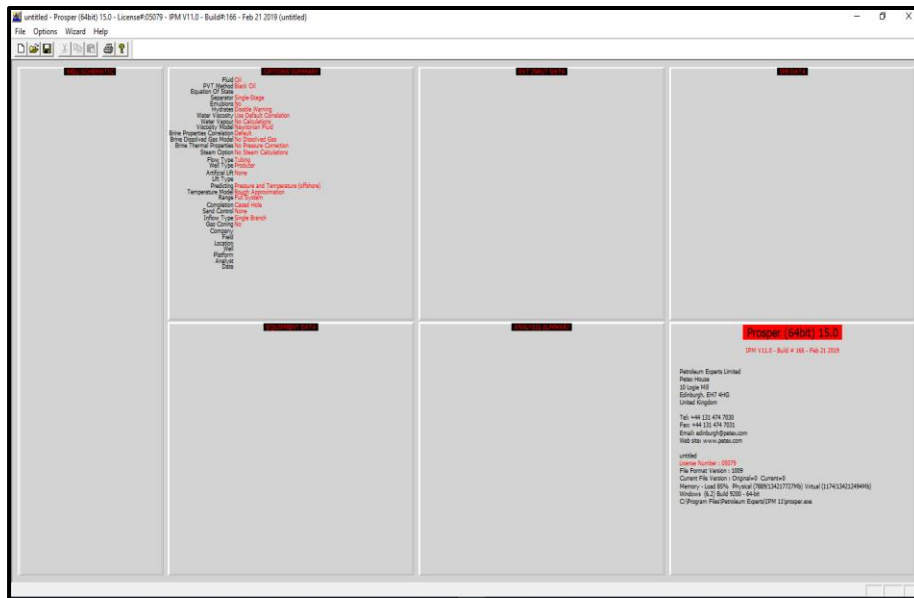 untitled - Prosper (64bit) 15.0 - License#:05079 - IPM V11.0 - Build#:166 - Feb 21 2019 (untitled)
File Options Wizard Help
WELL SCHEMATIC
OPTIONS SUMMARY
PVT INPUT DATA
IPR DATA
Fluid Oil
PVT Method Black Oil
Equation Of State
Separator Single-Stage
Emulsions No
Hydrates Disable Warning
Water Viscosity Use Default Correlation
Water Vapour No Calculations
Viscosity Model Newtonian Fluid
Brine Properties Correlation Default
Brine Dissolved Gas Model No Dissolved Gas
Brine Thermal Properties No Pressure Correction
Steam Option No Steam Calculations
Flow Type Tubing
Well Type Producer
Artificial Lift None
Lift Type
Predicting Pressure and Temperature (offshore)
Temperature Model Rough Approximation
Range Full System
Completion Cased Hole
Sand Control None
Inflow Type Single Branch
Gas Coning No
Company
Field
Location
Well
Platform
Analyst
Date
EQUIPMENT DATA
ANALYSIS SUMMARY
Prosper (64bit) 15.0
IPM V11.0 - Build # 166 - Feb 21 2019
Petroleum Experts Limited
Petex House
10 Logie Mill
Edinburgh, EH7 4HG
United Kingdom
Tel: +44 131 474 7030
Fax: +44 131 474 7031
Email: edinburgh@petex.com
Web site: www.petex.com
untitled
License Number : 05079
File Format Version : 1009
Current File Version : Original=0 Current=0
Memory - Load 85% Physical (7889/134217727Mb) Virtual (1174/134212494Mb)
Windows (6.2) Build 9200 - 64-bit
C:\Program Files\Petroleum Experts\IPM 11\prosper.exe